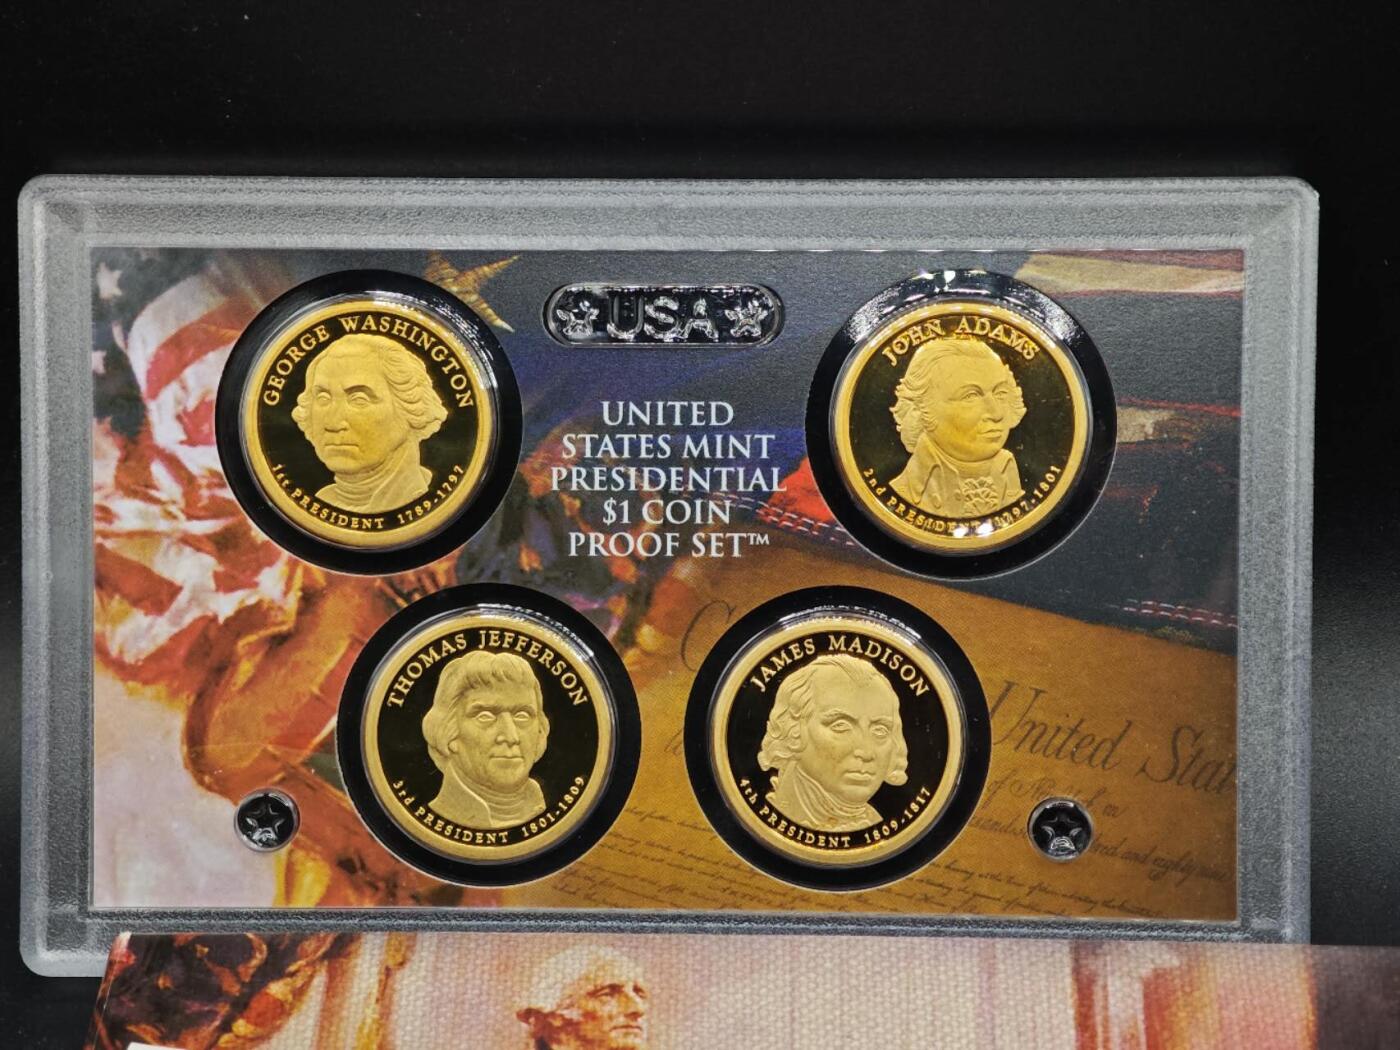 USA
UNITED
STATES MINT
PRESIDENTIAL
$1 COIN
PROOF SET™
GEORGE WASHINGTON
1st PRESIDENT 1789-1797
JOHN ADAMS
2nd PRESIDENT 1797-1801
THOMAS JEFFERSON
3rd PRESIDENT 1801-1809
JAMES MADISON
4th PRESIDENT 1809-1817
United Stat